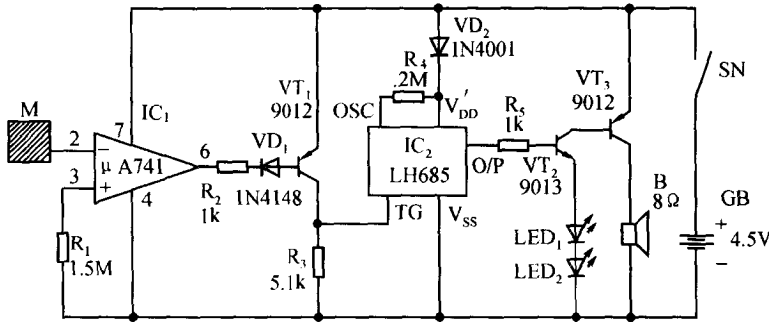 M
2
3
7
4
6
−
+
μ A741
IC₁
R₁
1.5M
R₂
1k
VD₁
1N4148
VT₁
9012
R₃
5.1k
OSC
R₄
.2M
VD₂
1N4001
V'DD
IC₂
LH685
TG
VSS
O/P
R₅
1k
VT₂
9013
VT₃
9012
LED₁
LED₂
B
8Ω
SN
GB
+
4.5V
−